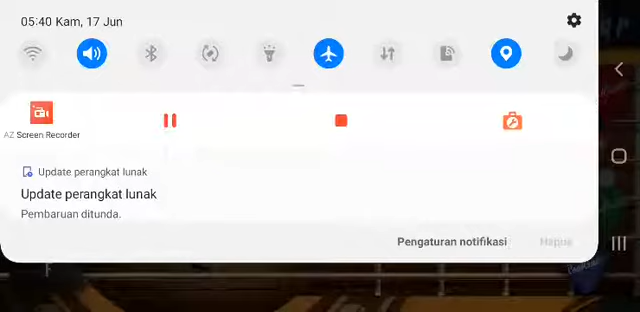 05:40 Kam, 17 Jun
AZ Screen Recorder
Update perangkat lunak
Update perangkat lunak
Pembaruan ditunda.
Pengaturan notifikasi
Hapus